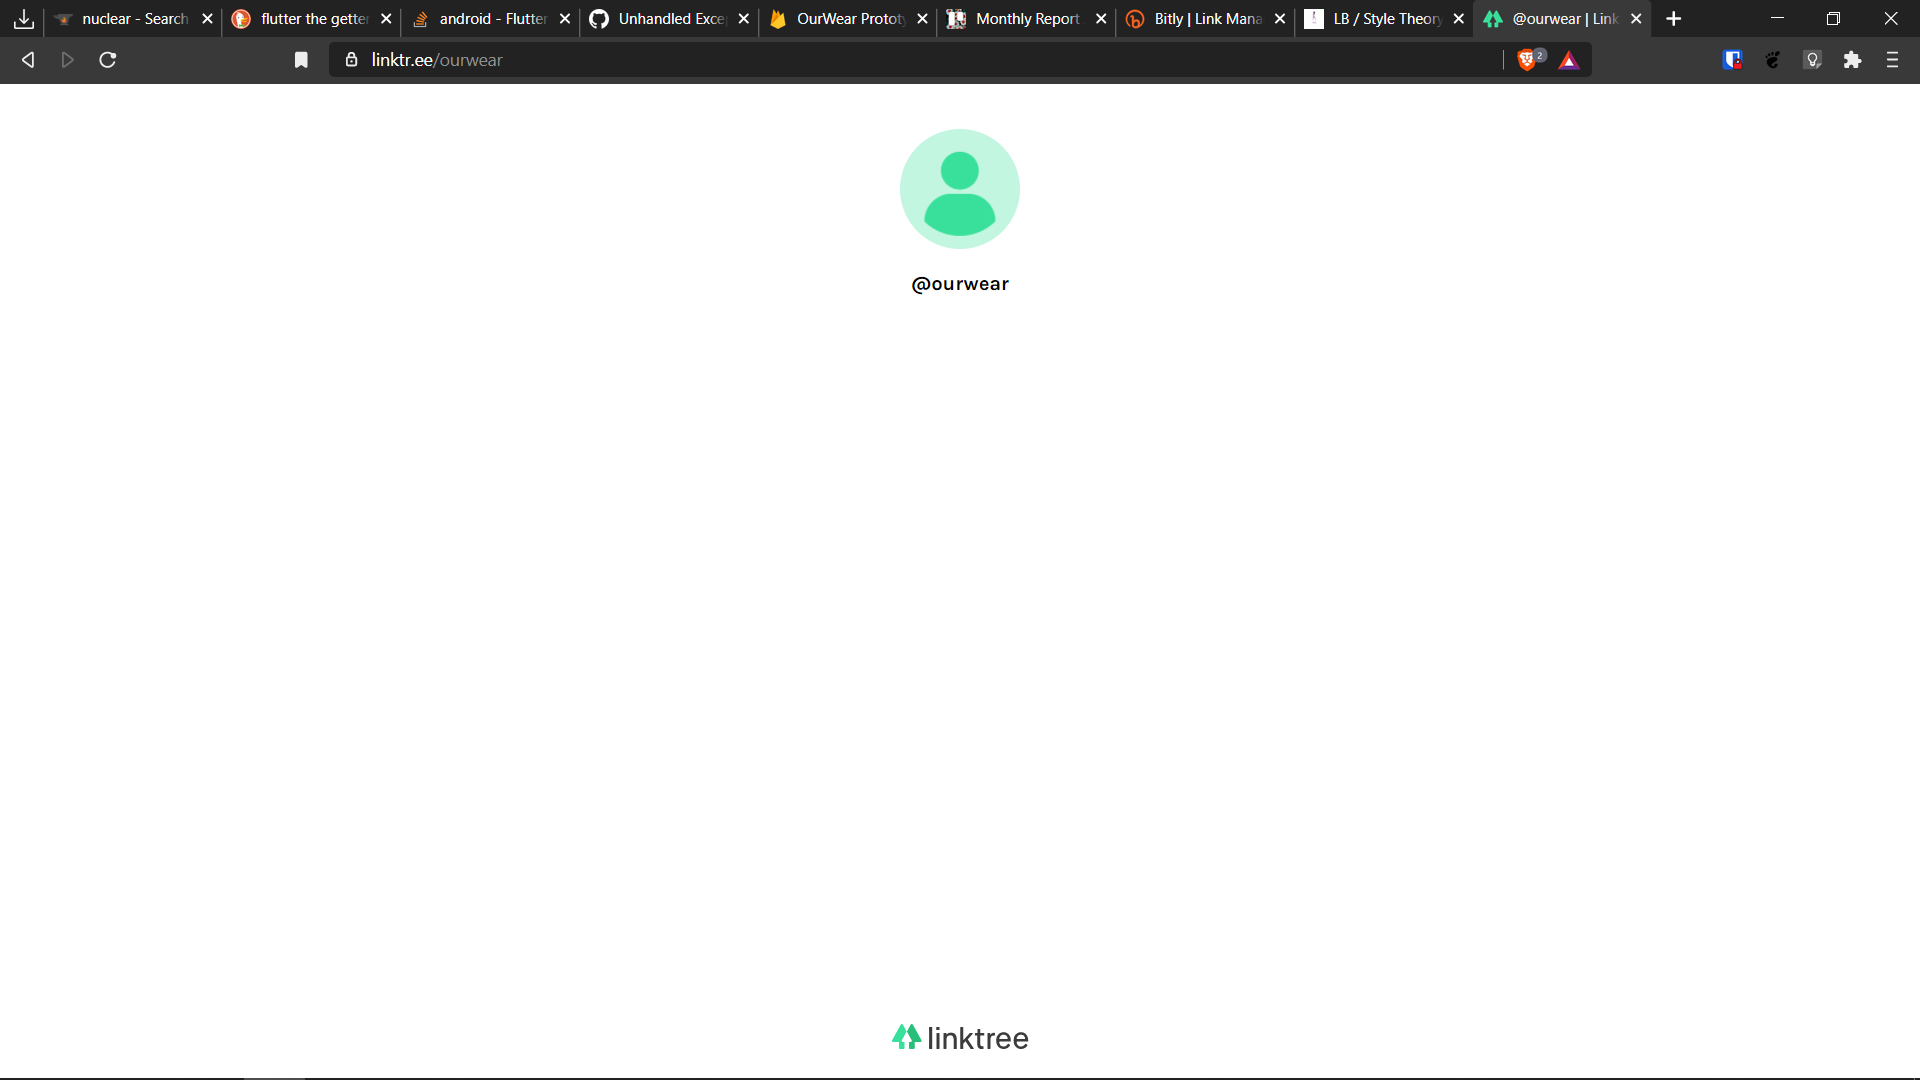 nuclear - Search
flutter the getter
android - Flutter
Unhandled Exce
OurWear Prototy
Monthly Report
Bitly | Link Mana
LB / Style Theory
@ourwear | Link
linktr.ee/ourwear
2
@ourwear
linktree